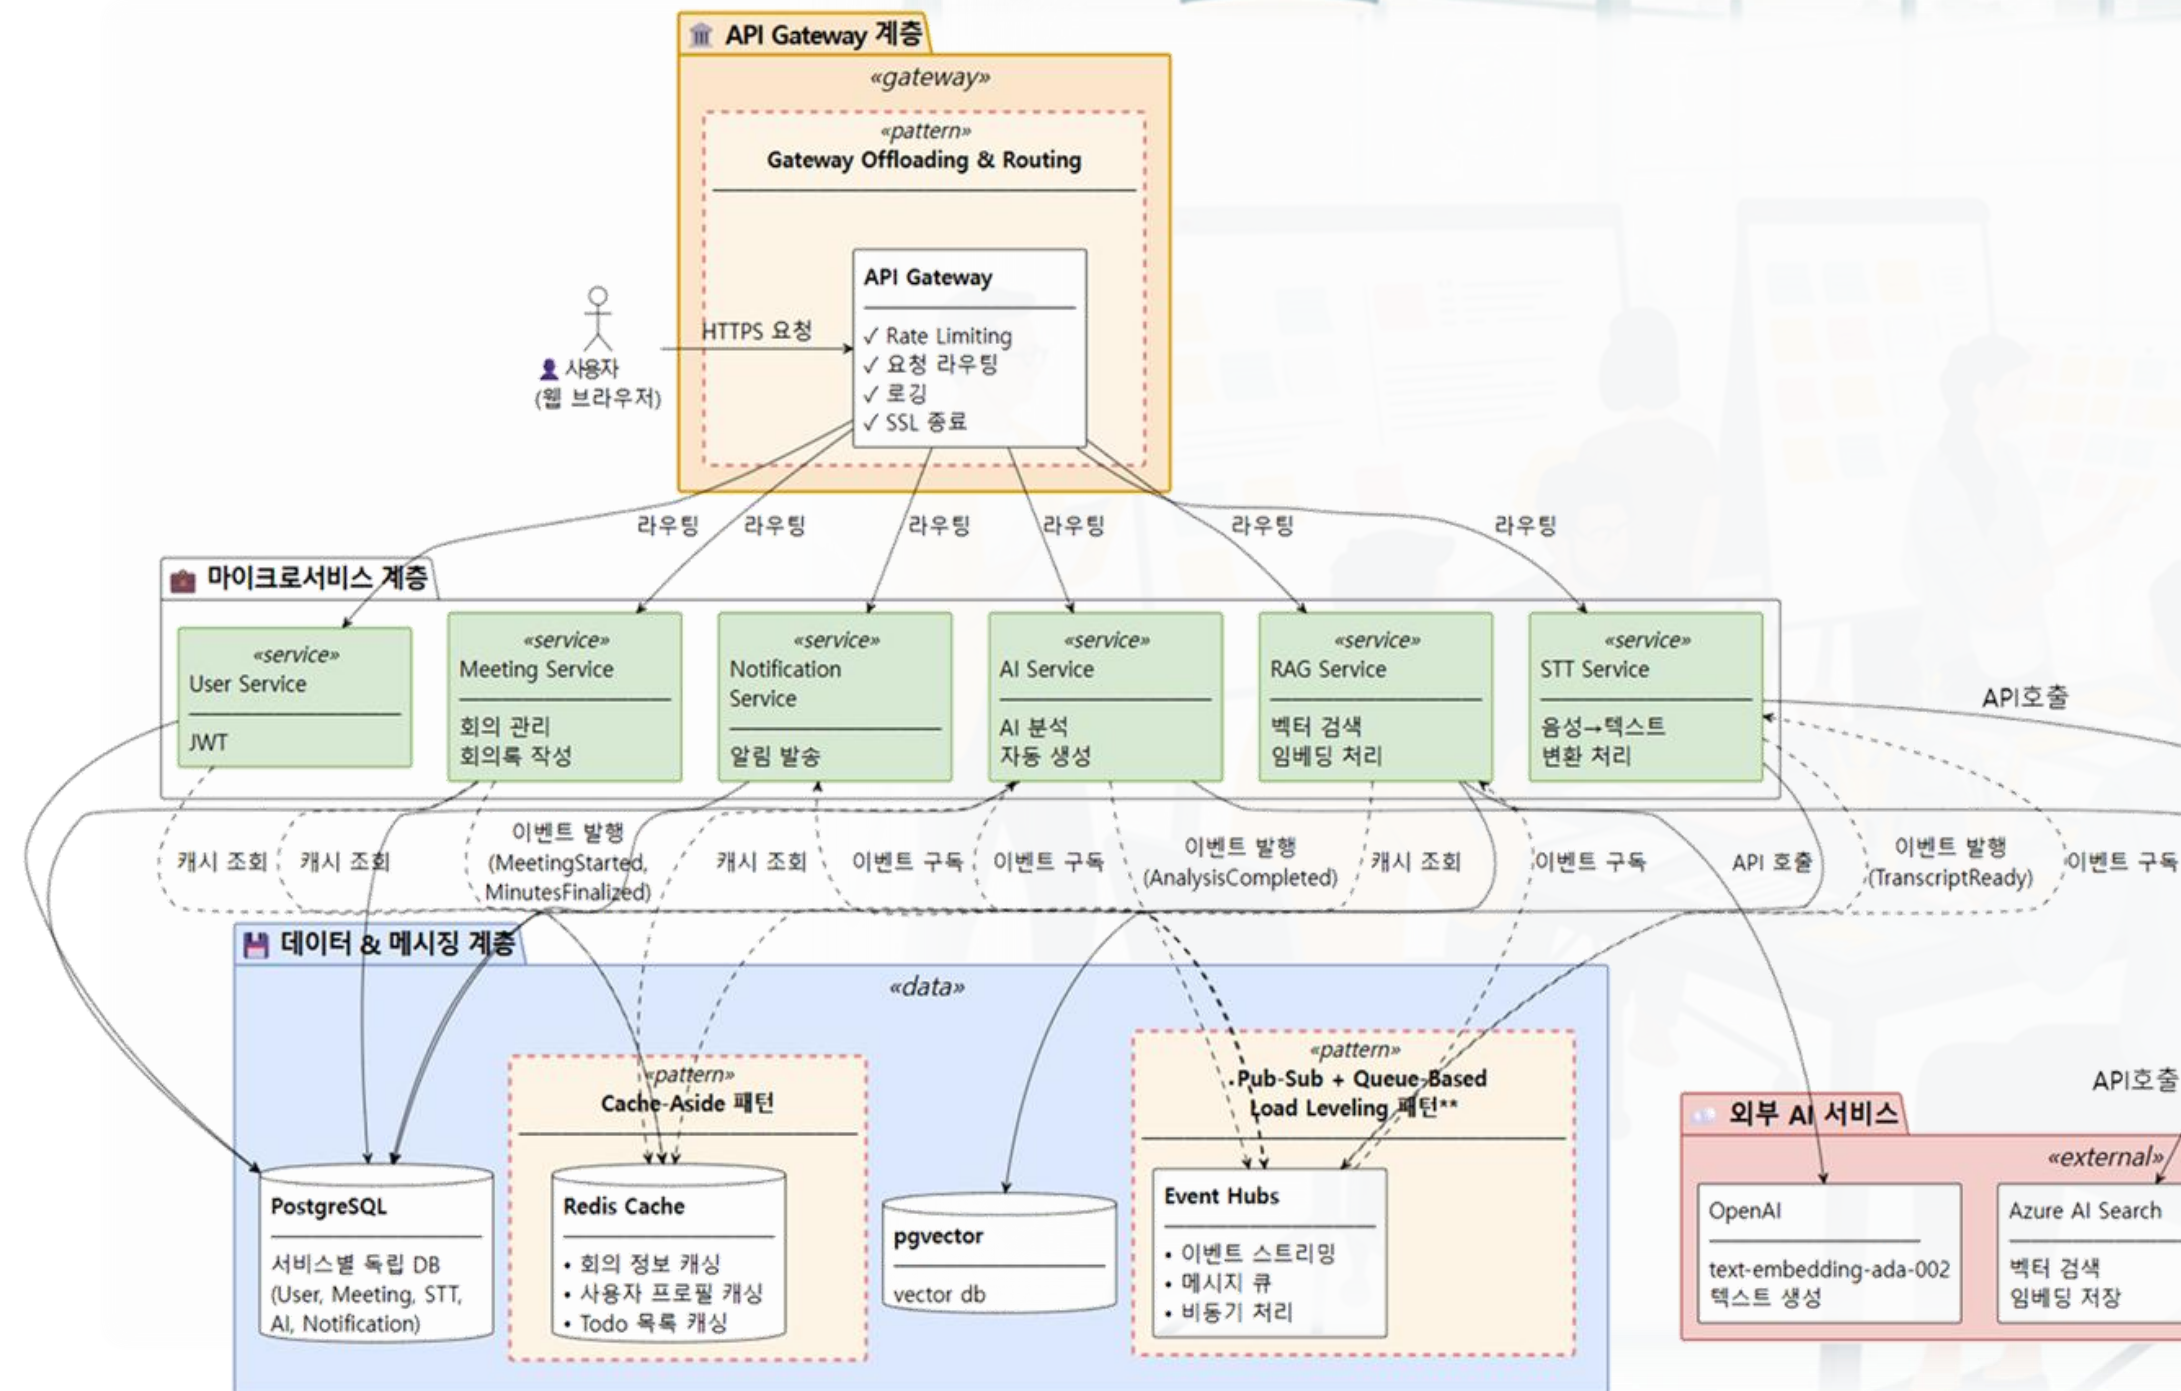 API Gateway 계층
«gateway»
«pattern»
Gateway Offloading & Routing
API Gateway
✓ Rate Limiting
✓ 요청 라우팅
✓ 로깅
✓ SSL 종료
HTTPS 요청
사용자
(웹 브라우저)
라우팅
라우팅
라우팅
라우팅
라우팅
라우팅
마이크로서비스 계층
«service»
User Service
JWT
«service»
Meeting Service
회의 관리
회의록 작성
«service»
Notification
Service
알림 발송
«service»
AI Service
AI 분석
자동 생성
«service»
RAG Service
벡터 검색
임베딩 처리
«service»
STT Service
음성→텍스트
변환 처리
API호출
캐시 조회
캐시 조회
이벤트 발행
(MeetingStarted,
MinutesFinalized)
캐시 조회
이벤트 구독
이벤트 구독
이벤트 발행
(AnalysisCompleted)
캐시 조회
이벤트 구독
API 호출
이벤트 발행
(TranscriptReady)
이벤트 구독
데이터 & 메시징 계층
«data»
PostgreSQL
서비스별 독립 DB
(User, Meeting, STT,
AI, Notification)
«pattern»
Cache-Aside 패턴
Redis Cache
• 회의 정보 캐싱
• 사용자 프로필 캐싱
• Todo 목록 캐싱
pgvector
vector db
«pattern»
.Pub-Sub + Queue-Based
Load Leveling 패턴**
Event Hubs
• 이벤트 스트리밍
• 메시지 큐
• 비동기 처리
API호출
외부 AI 서비스
«external»
OpenAI
text-embedding-ada-002
텍스트 생성
Azure AI Search
벡터 검색
임베딩 저장